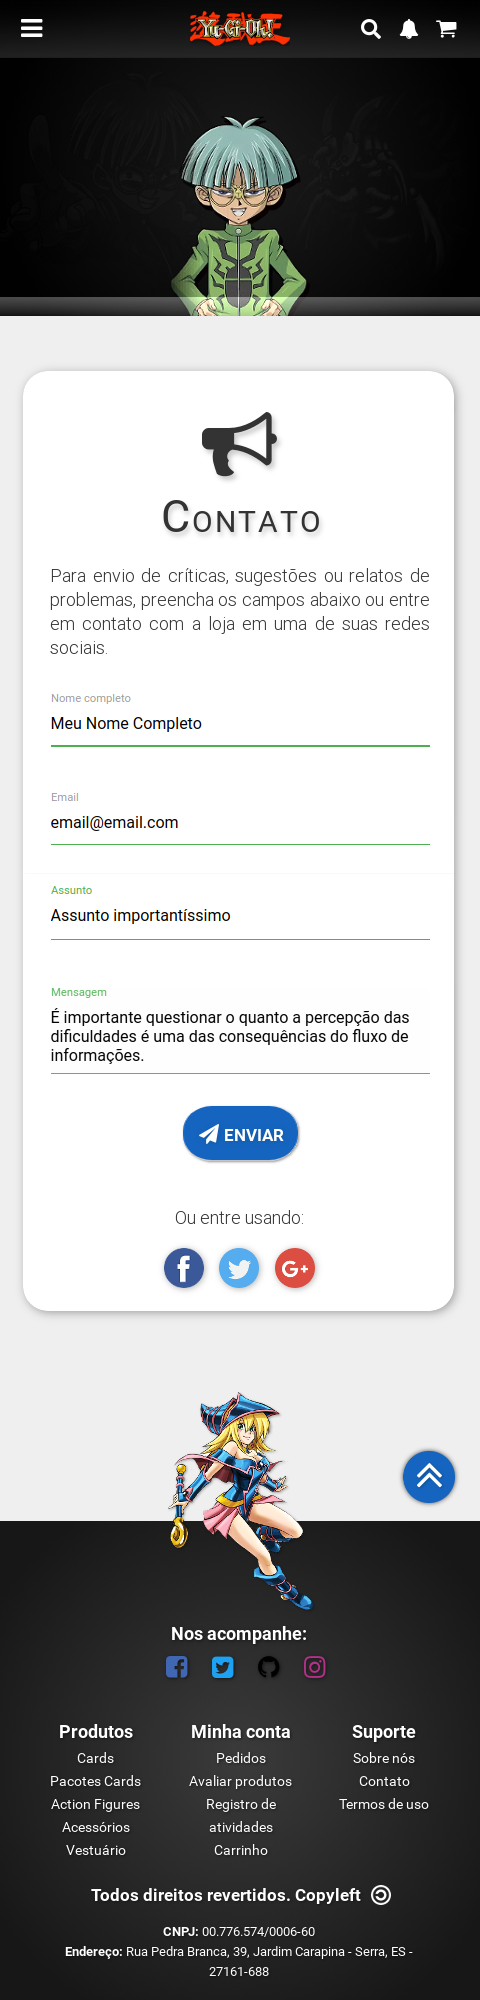 Yu-Gi-Oh!
Contato
Para envio de críticas, sugestões ou relatos de
problemas, preencha os campos abaixo ou entre
em contato com a loja em uma de suas redes
sociais.
Nome completo
Meu Nome Completo
Email
email@email.com
Assunto
Assunto importantíssimo
Mensagem
É importante questionar o quanto a percepção das
dificuldades é uma das consequências do fluxo de
informações.
ENVIAR
Ou entre usando:
Nos acompanhe:
Produtos
Cards
Pacotes Cards
Action Figures
Acessórios
Vestuário
Minha conta
Pedidos
Avaliar produtos
Registro de
atividades
Carrinho
Suporte
Sobre nós
Contato
Termos de uso
Todos direitos revertidos. Copyleft
CNPJ: 00.776.574/0006-60
Endereço: Rua Pedra Branca, 39, Jardim Carapina - Serra, ES -
27161-688